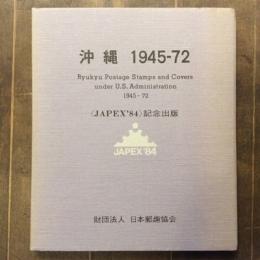 沖縄 1945-72
Ryukyu Postage Stamps and Covers
under U.S. Administration
1945-72
〈JAPEX'84〉記念出版
JAPEX'84
財団法人 日本郵趣協会